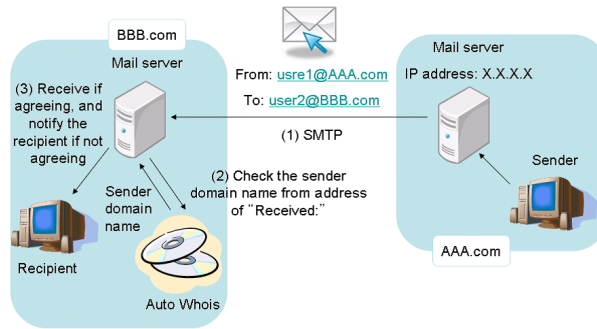 BBB.com
Mail server
(3) Receive if
agreeing, and
notify the
recipient if not
agreeing
From: usre1@AAA.com
To: user2@BBB.com
(1) SMTP
Mail server
IP address: X.X.X.X
Sender
(2) Check the sender
domain name from address
of “Received:”
Sender
domain
name
Recipient
Auto Whois
AAA.com